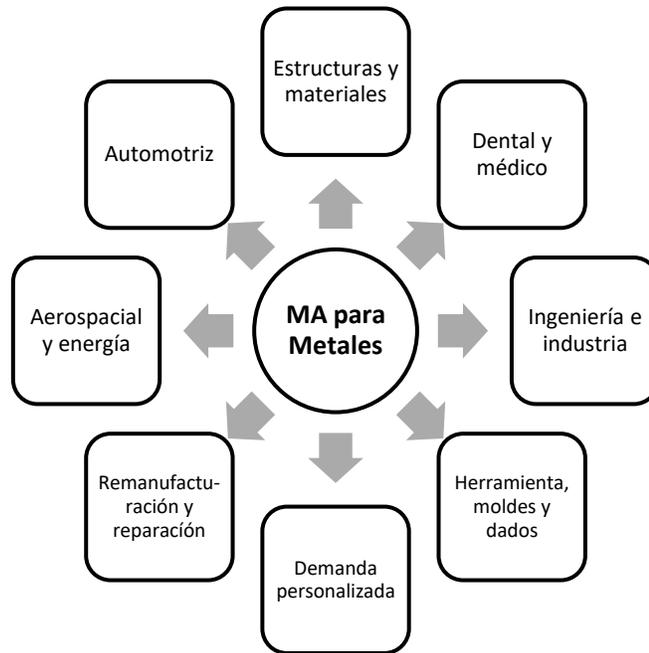 Estructuras y
materiales
Automotriz
Dental y
médico
Aerospacial
y energía
MA para
Metales
Ingeniería e
industria
Remanufactu-
ración y
reparacíón
Herramienta,
moldes y
dados
Demanda
personalizada